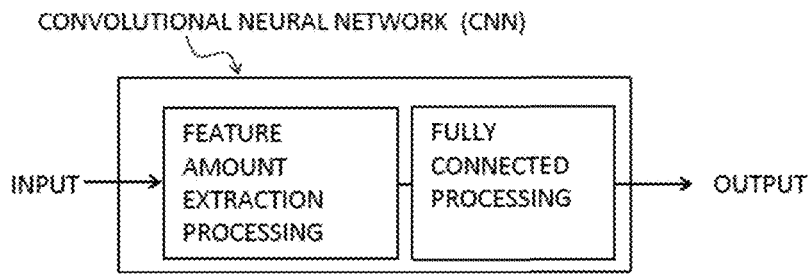 CONVOLUTIONAL NEURAL NETWORK (CNN)
INPUT
FEATURE
AMOUNT
EXTRACTION
PROCESSING
FULLY
CONNECTED
PROCESSING
OUTPUT